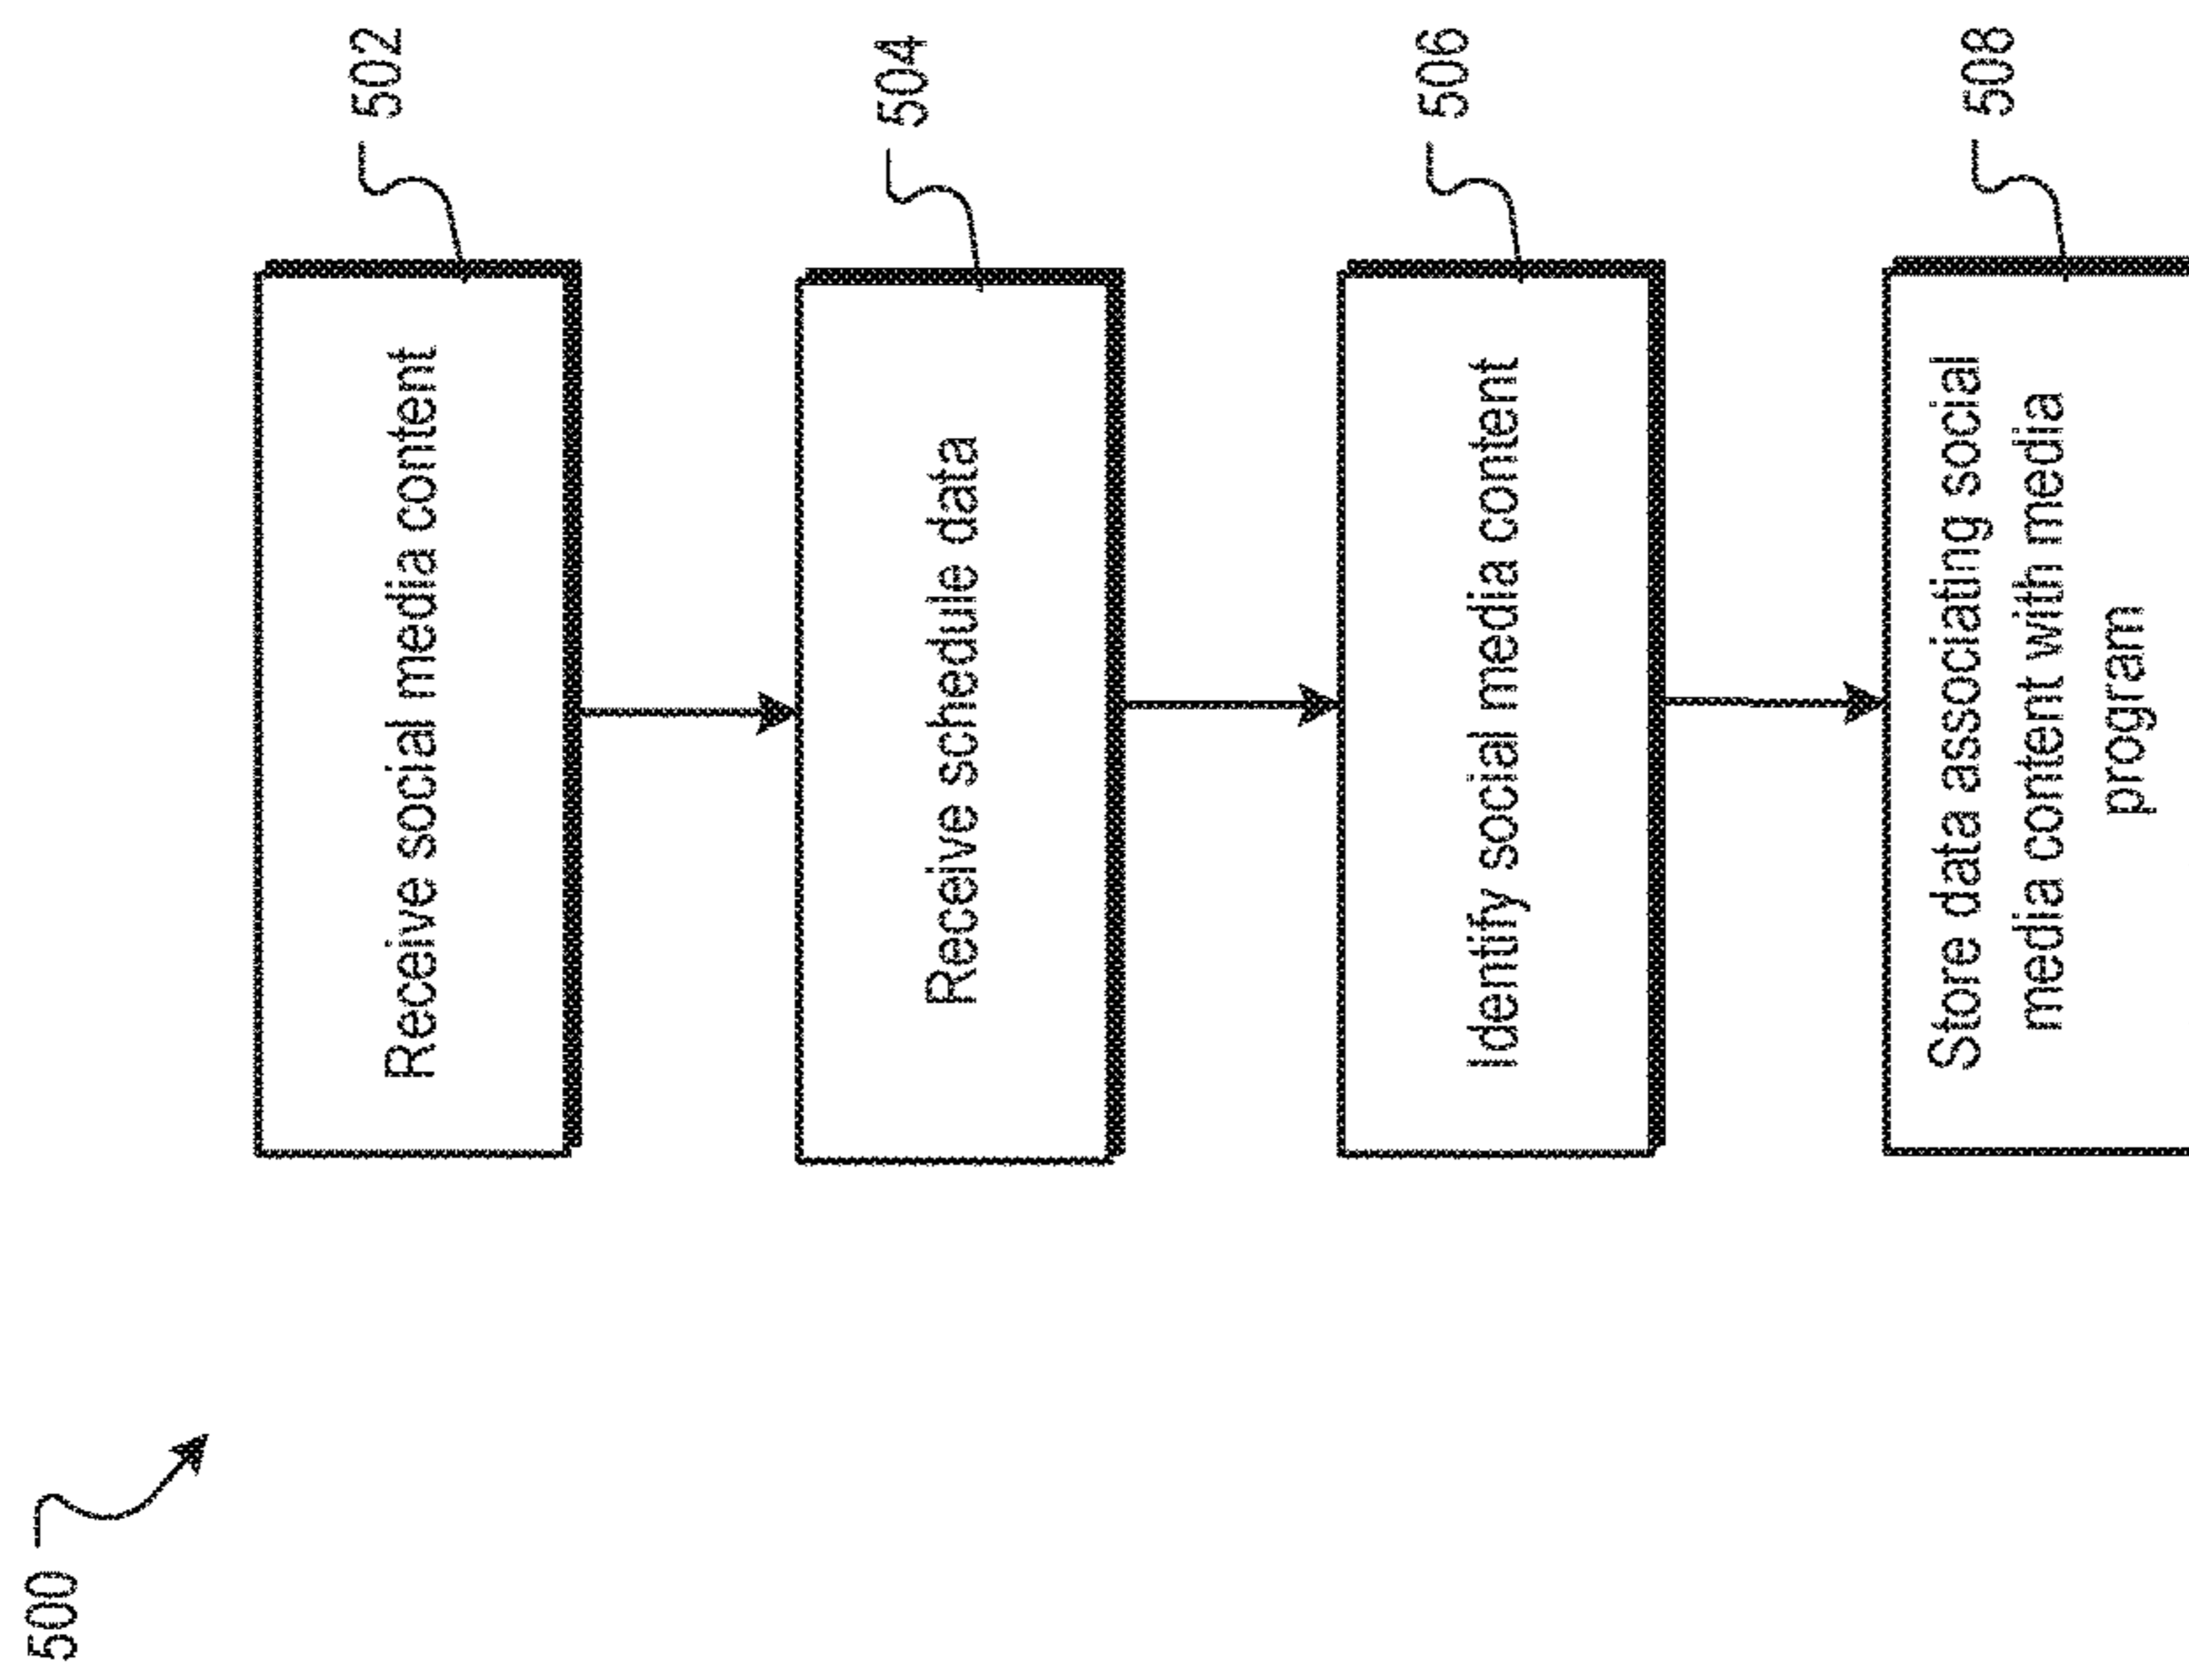 500
Receive social media content
502
Receive schedule data
504
Identify social media content
506
Store data associating social
media content with media
program
508